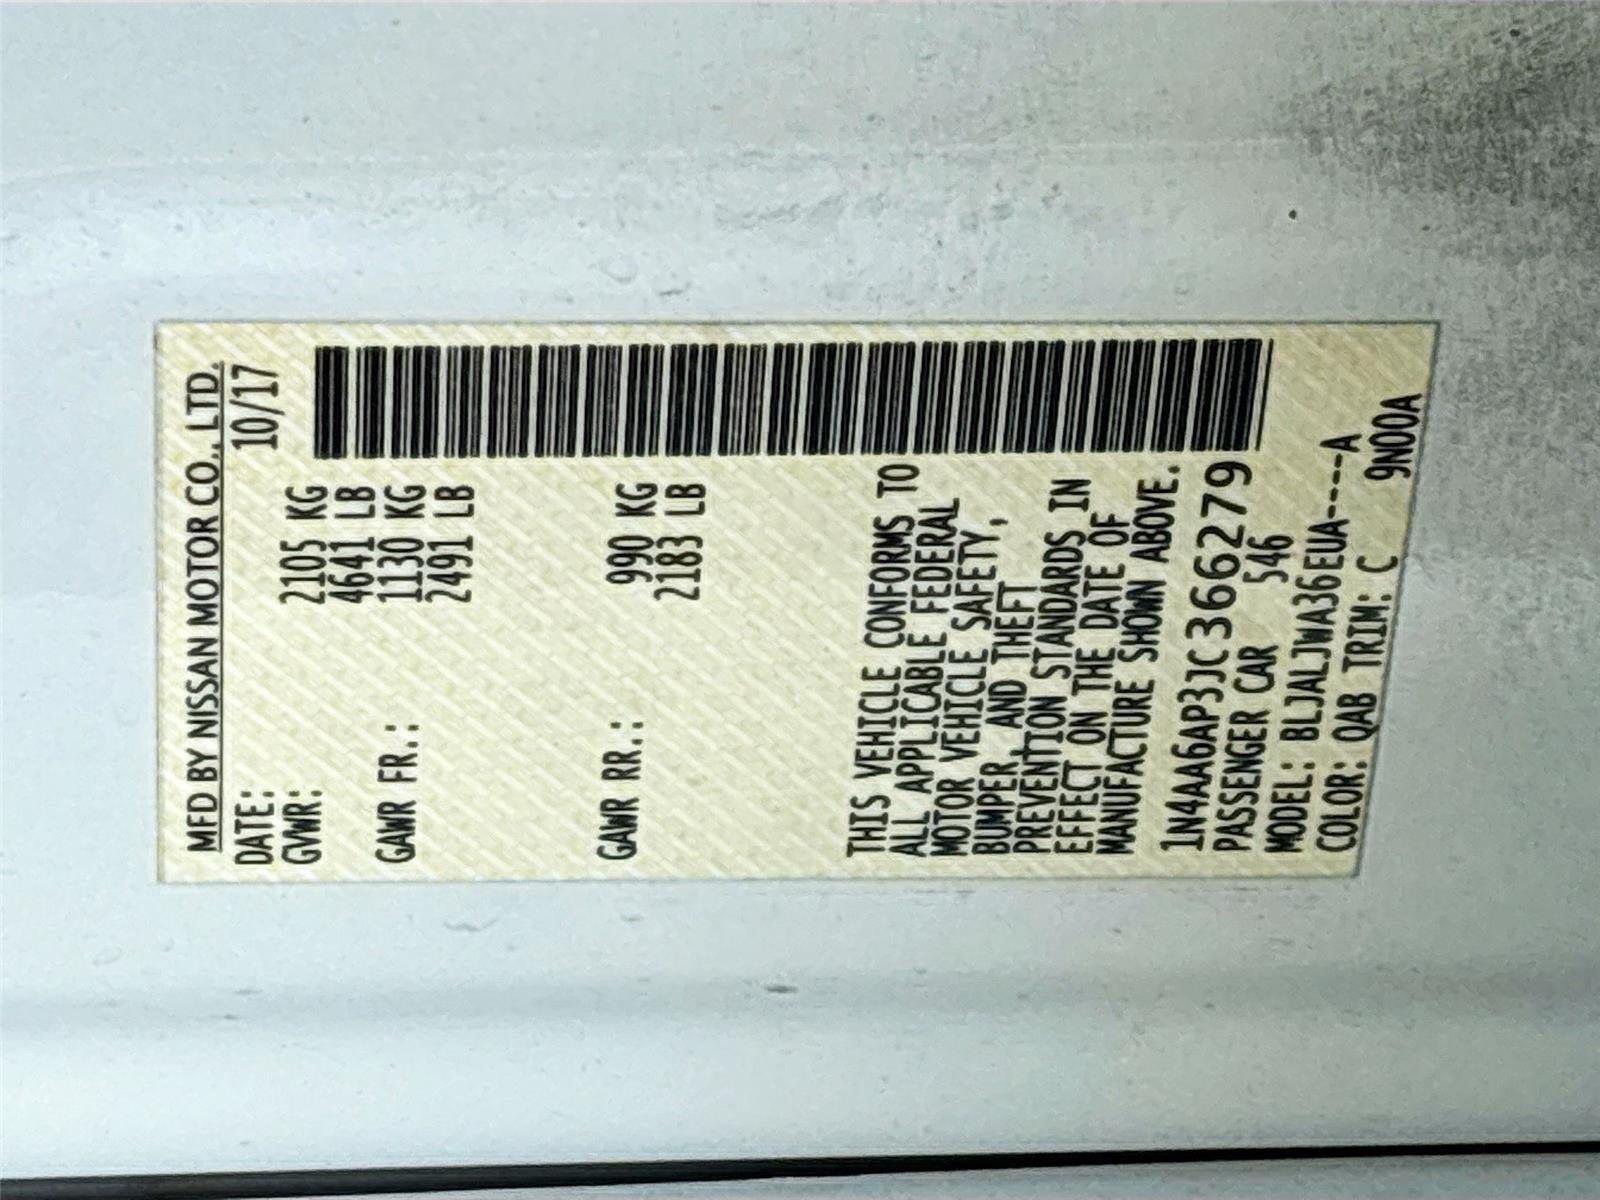 MFD BY NISSAN MOTOR CO., LTD.
DATE: 10/17
GVWR: 2105 KG
4641 LB
GAWR FR.: 1130 KG
2491 LB
GAWR RR.: 990 KG
2183 LB
THIS VEHICLE CONFORMS TO
ALL APPLICABLE FEDERAL
MOTOR VEHICLE SAFETY,
BUMPER, AND THEFT
PREVENTION STANDARDS IN
EFFECT ON THE DATE OF
MANUFACTURE SHOWN ABOVE.
1N4AA6AP3JC366279
PASSENGER CAR 546
MODEL: BLJALJWA36EUA----A
COLOR: QAB TRIM: C 9N00A